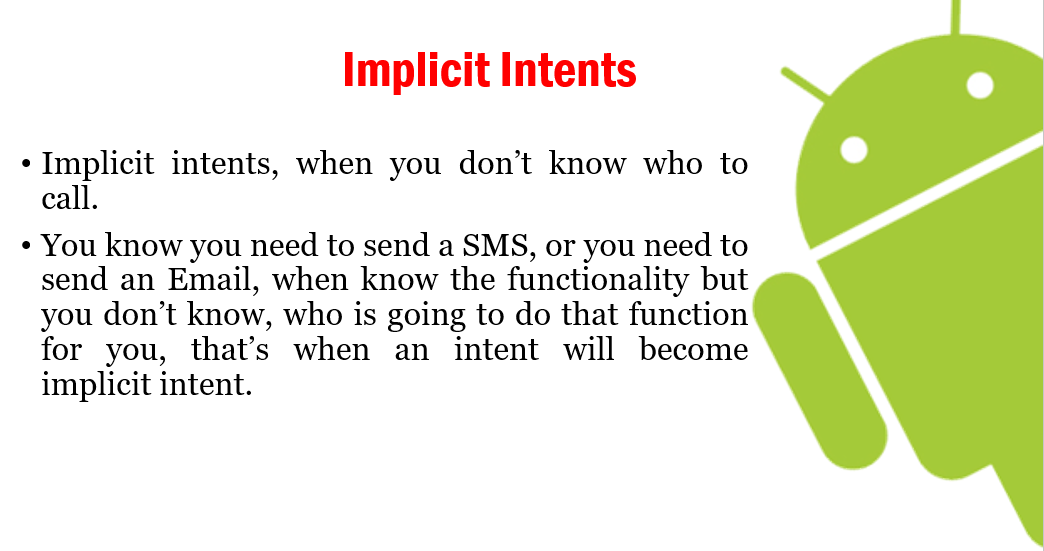 Implicit Intents
• Implicit intents, when you don’t know who to
call.
• You know you need to send a SMS, or you need to
send an Email, when know the functionality but
you don’t know, who is going to do that function
for you, that’s when an intent will become
implicit intent.